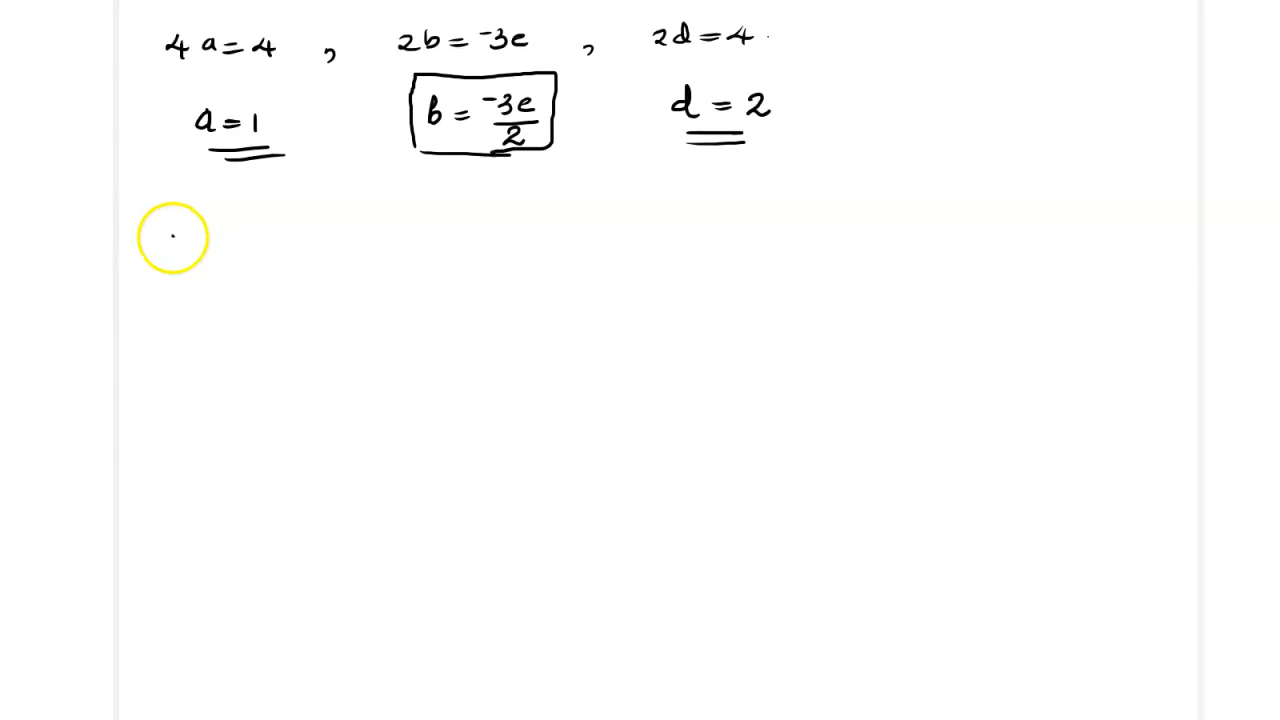 4a = 4 , 2b = -3e , 2d = 4
a = 1 b = -3e/2 d = 2